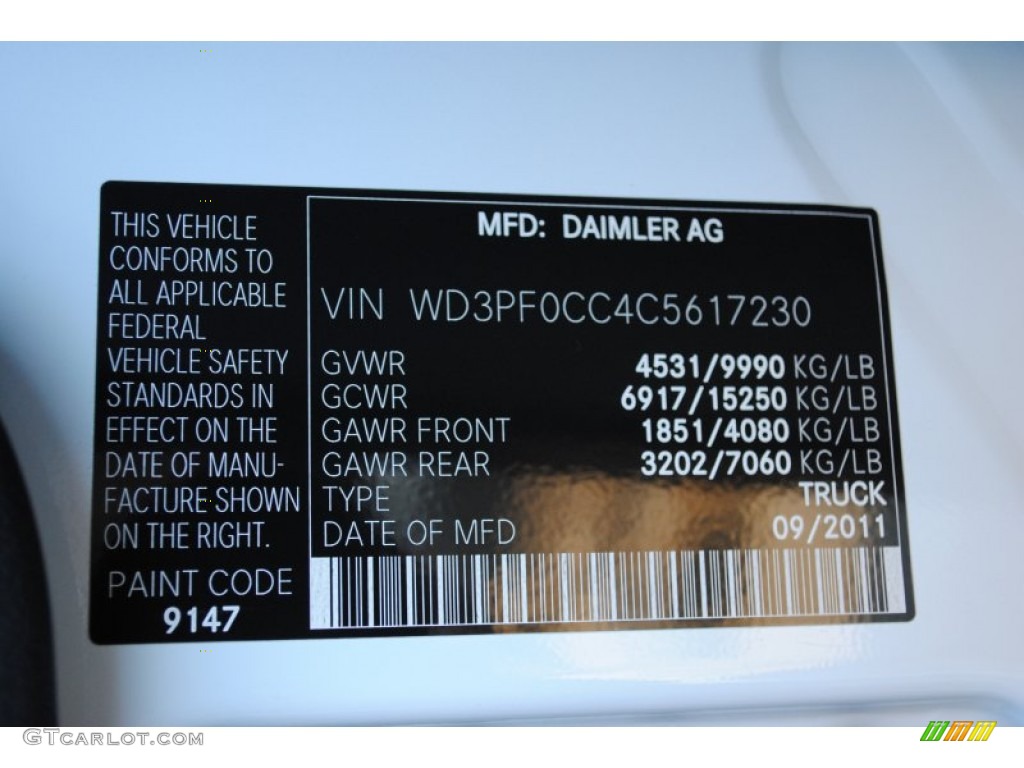 THIS VEHICLE
CONFORMS TO
ALL APPLICABLE
FEDERAL
VEHICLE SAFETY
STANDARDS IN
EFFECT ON THE
DATE OF MANU-
FACTURE SHOWN
ON THE RIGHT.
PAINT CODE
9147
MFD: DAIMLER AG
VIN WD3PF0CC4C5617230
GVWR 4531/9990 KG/LB
GCWR 6917/15250 KG/LB
GAWR FRONT 1851/4080 KG/LB
GAWR REAR 3202/7060 KG/LB
TYPE TRUCK
DATE OF MFD 09/2011
GTCARLOT.COM